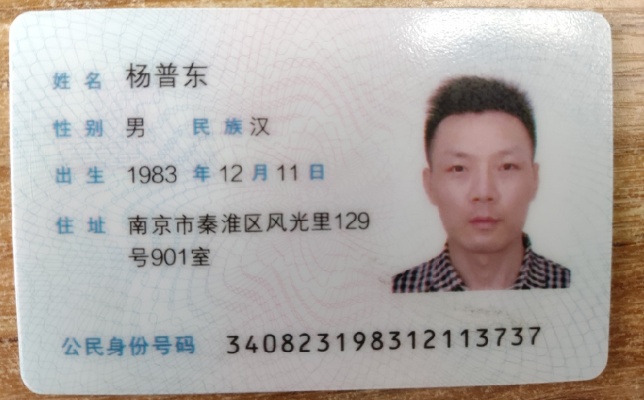 姓名 杨普东
性别 男 民族 汉
出生 1983 年 12 月 11 日
住址 南京市秦淮区风光里129
号901室
公民身份号码 340823198312113737